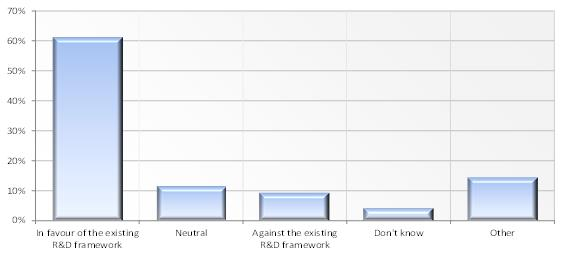 70%
60%
50%
40%
30%
20%
10%
0%
In favour of the existing
R&D framework
Neutral
Against the existing
R&D framework
Don't know
Other